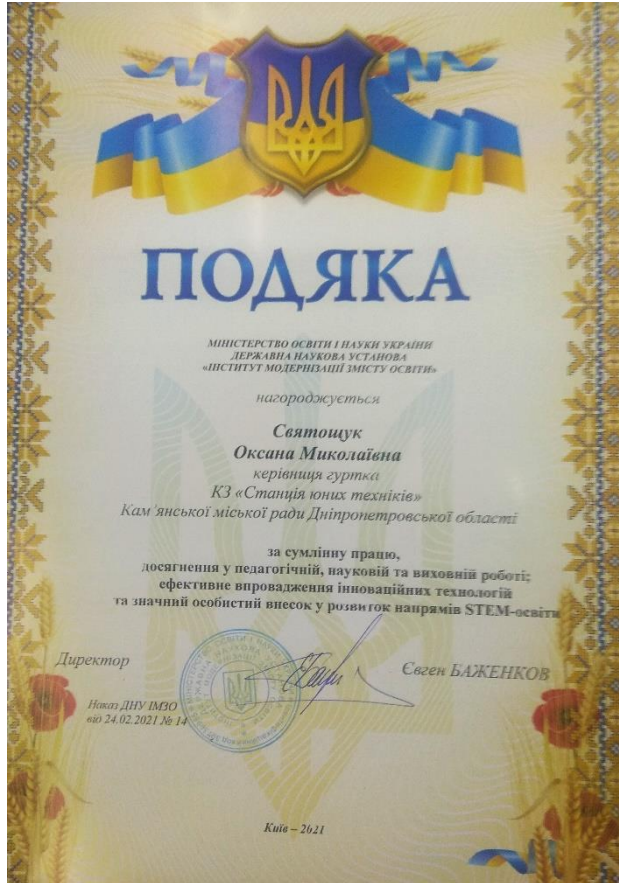 ПОДЯКА
МІНІСТЕРСТВО ОСВІТИ І НАУКИ УКРАЇНИ
ДЕРЖАВНА НАУКОВА УСТАНОВА
«ІНСТИТУТ МОДЕРНІЗАЦІЇ ЗМІСТУ ОСВІТИ»
нагороджується
Святощук
Оксана Миколаївна
керівниця гуртка
КЗ «Станція юних техніків»
Кам'янської міської ради Дніпропетровської області
за сумлінну працю,
досягнення у педагогічній, науковій та виховній роботі;
ефективне впровадження інноваційних технологій
та значний особистий внесок у розвиток напрямів STEM-освіти
Директор
Євген БАЖЕНКОВ
Наказ ДНУ ІМЗО
від 24.02.2021 № 14
Київ – 2021